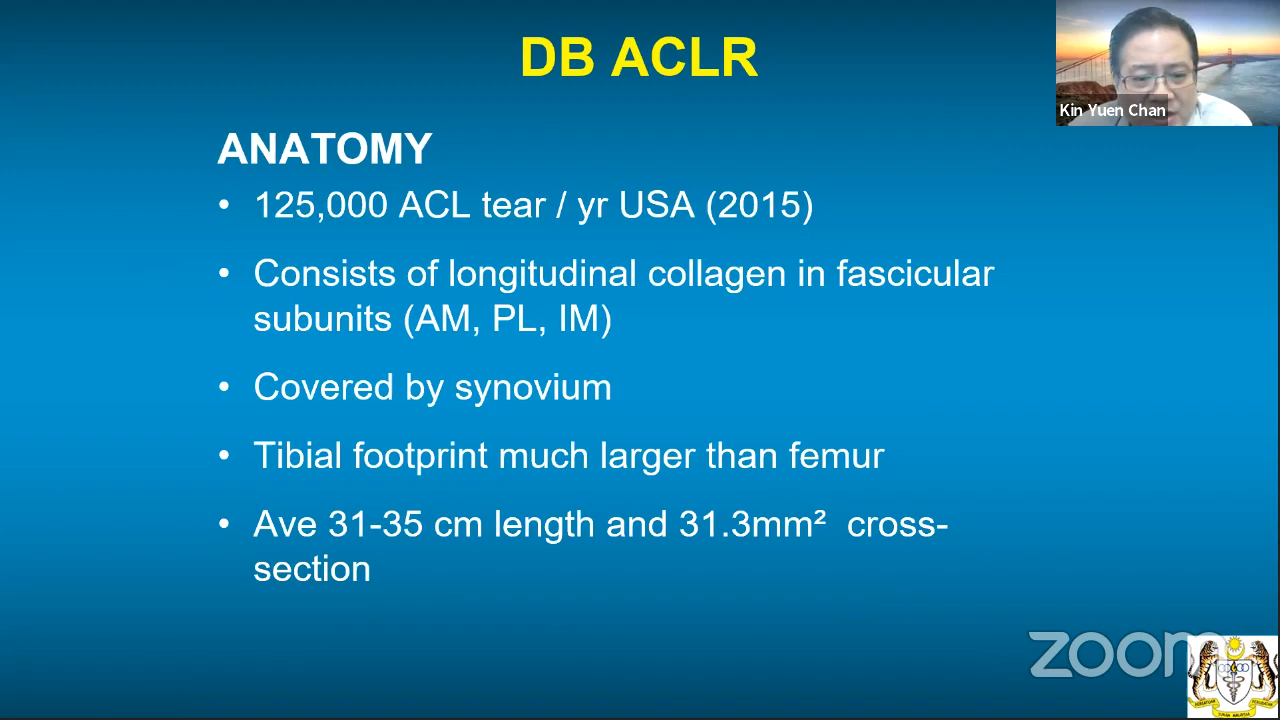 DB ACLR
Kin Yuen Chan
ANATOMY
• 125,000 ACL tear / yr USA (2015)
• Consists of longitudinal collagen in fascicular
subunits (AM, PL, IM)
• Covered by synovium
• Tibial footprint much larger than femur
• Ave 31-35 cm length and 31.3mm² cross-
section
zoom